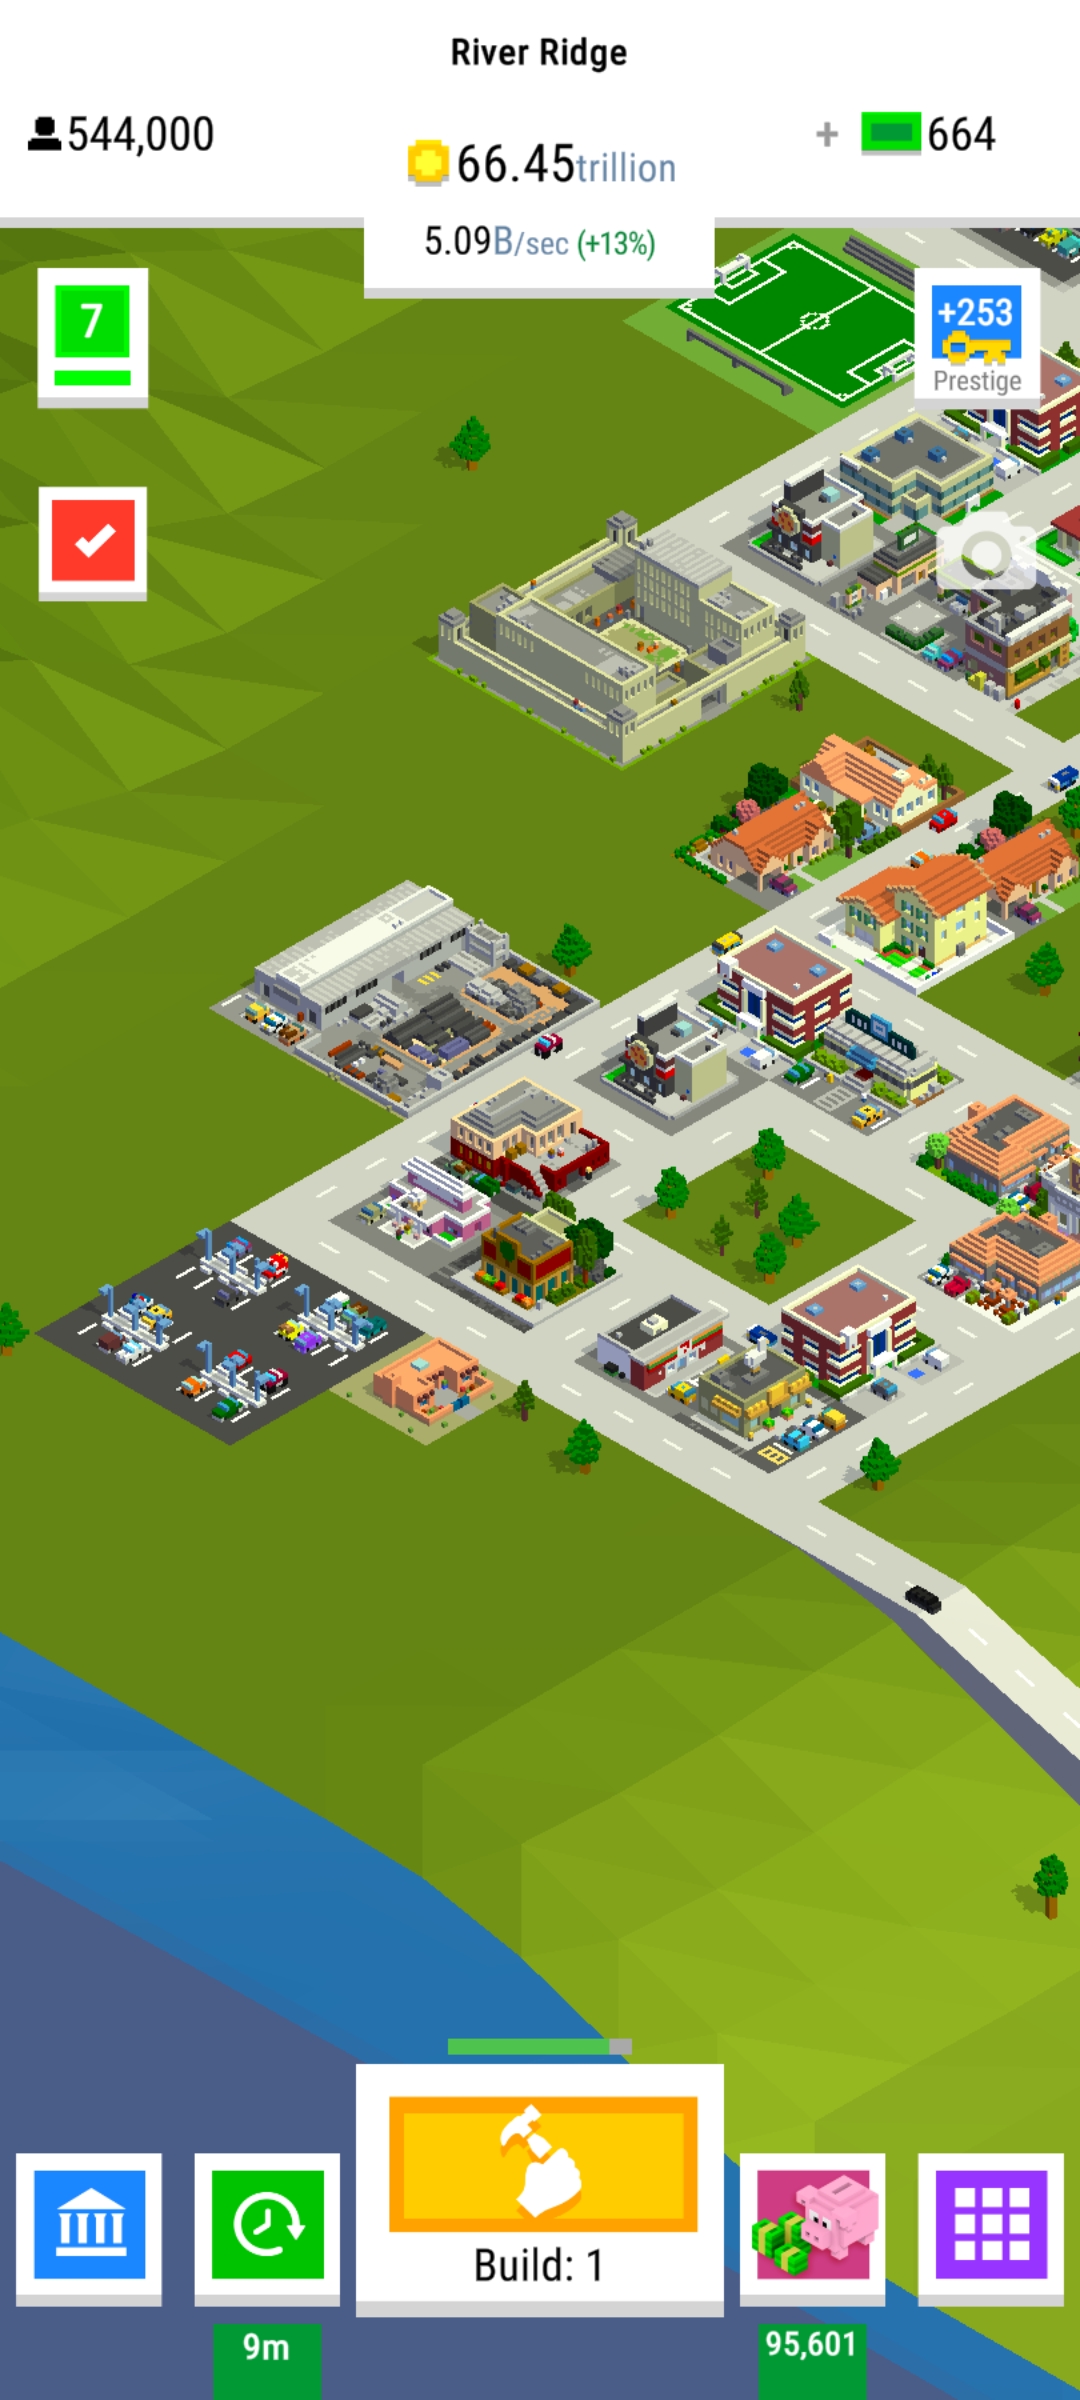 River Ridge
544,000
66.45trillion
+ 664
5.09B/sec (+13%)
7
+253
Prestige
Build: 1
9m
95,601